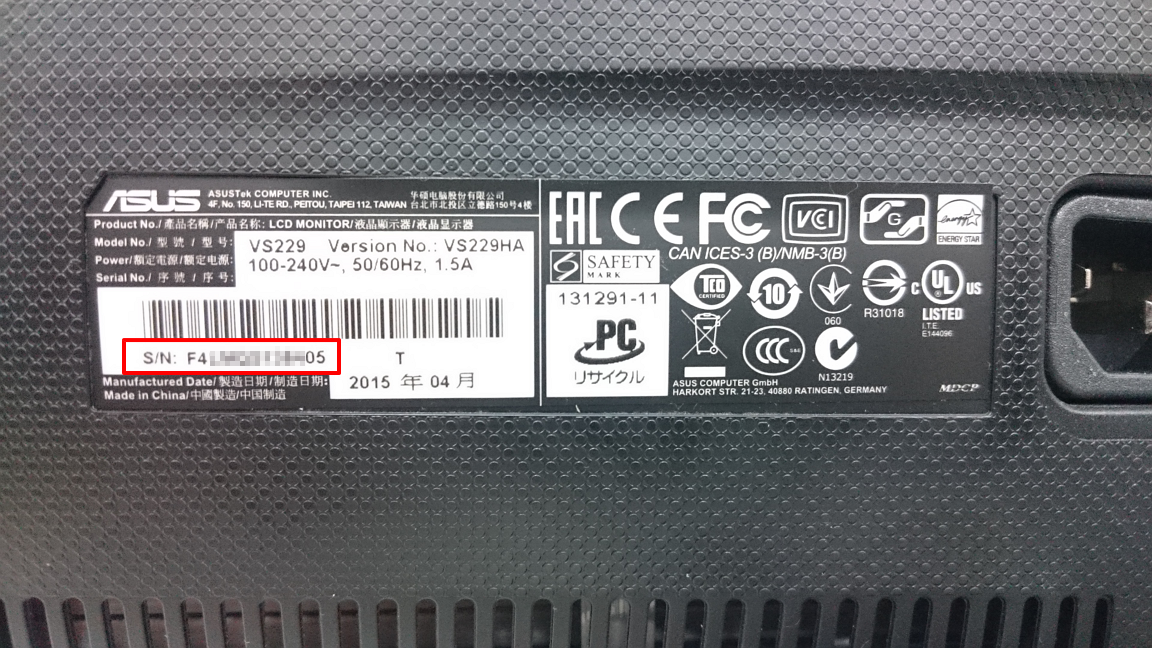 ASUS
ASUSTek COMPUTER INC. 华硕电脑股份有限公司
4F, No. 150, LI-TE RD., PEITOU, TAIPEI 112, TAIWAN 台北市北投区立德路150号4楼
Product No./產品名稱/产品名称: LCD MONITOR/液晶顯示器/液晶显示器
Model No./型號/型号: VS229 Version No.: VS229HA
Power/額定電源/额定电源: 100-240V~, 50/60Hz, 1.5A
Serial No./序號/序号:
S/N: F4 05 T
Manufactured Date/製造日期/制造日期: 2015 年 04 月
Made in China/中國製造/中国制造
EAC CE FC VCI G energy
ENERGY STAR
CAN ICES-3 (B)/NMB-3(B)
SAFETY
MARK
131291-11
PC
リサイクル
TCO
CERTIFIED
10
060
R31018
c UL US
LISTED
I.T.E.
E144096
CCC S&E
N13219
ASUS COMPUTER GmbH
HARKORT STR. 21-23, 40880 RATINGEN, GERMANY
MDCP